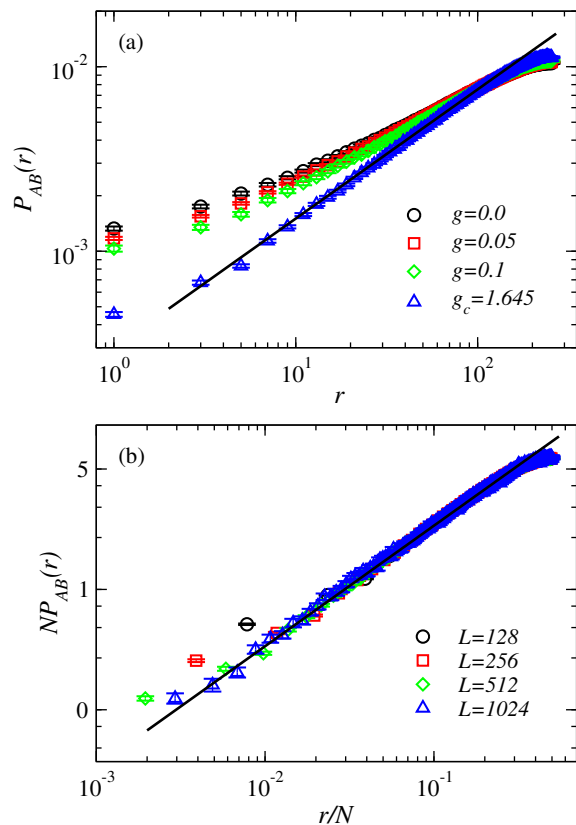 (a)
10^-2
10^-3
P_AB(r)
g=0.0
g=0.05
g=0.1
g_c=1.645
10^0 10^1 10^2
r
(b)
5
1
0
NP_AB(r)
L=128
L=256
L=512
L=1024
10^-3 10^-2 10^-1
r/N